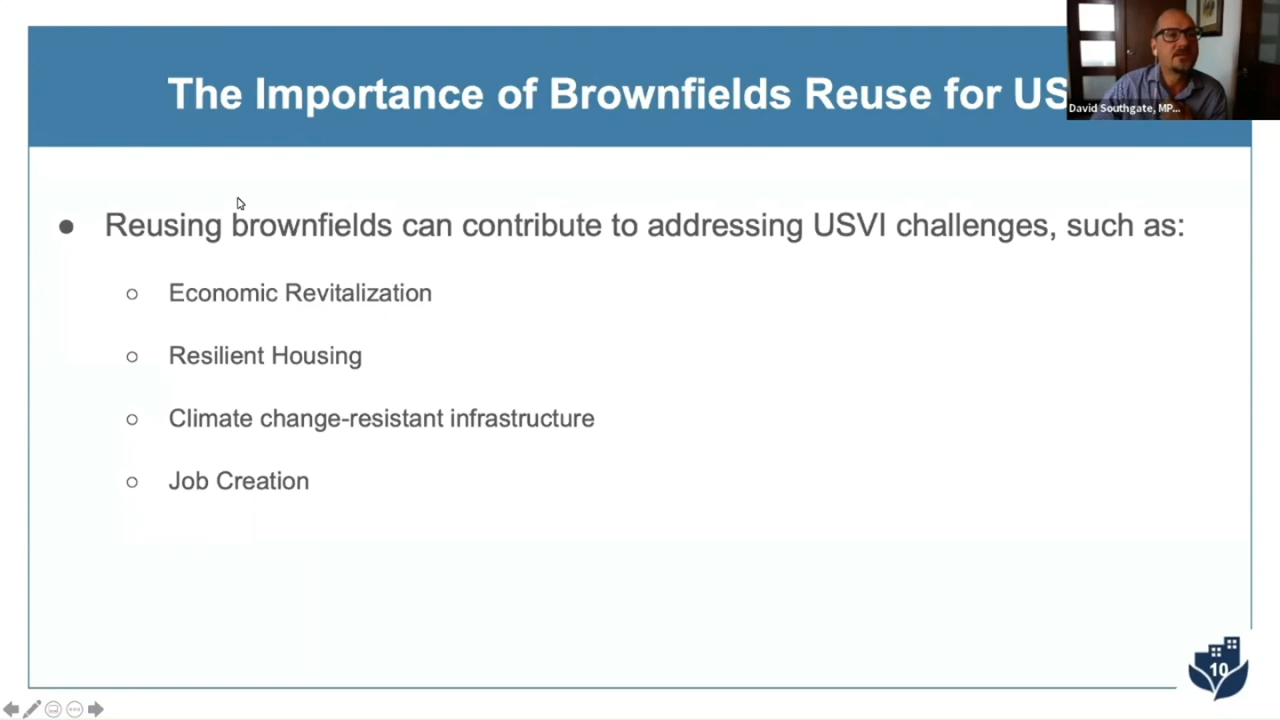 The Importance of Brownfields Reuse for US
David Southgate, MP...
● Reusing brownfields can contribute to addressing USVI challenges, such as:
○ Economic Revitalization
○ Resilient Housing
○ Climate change-resistant infrastructure
○ Job Creation
10